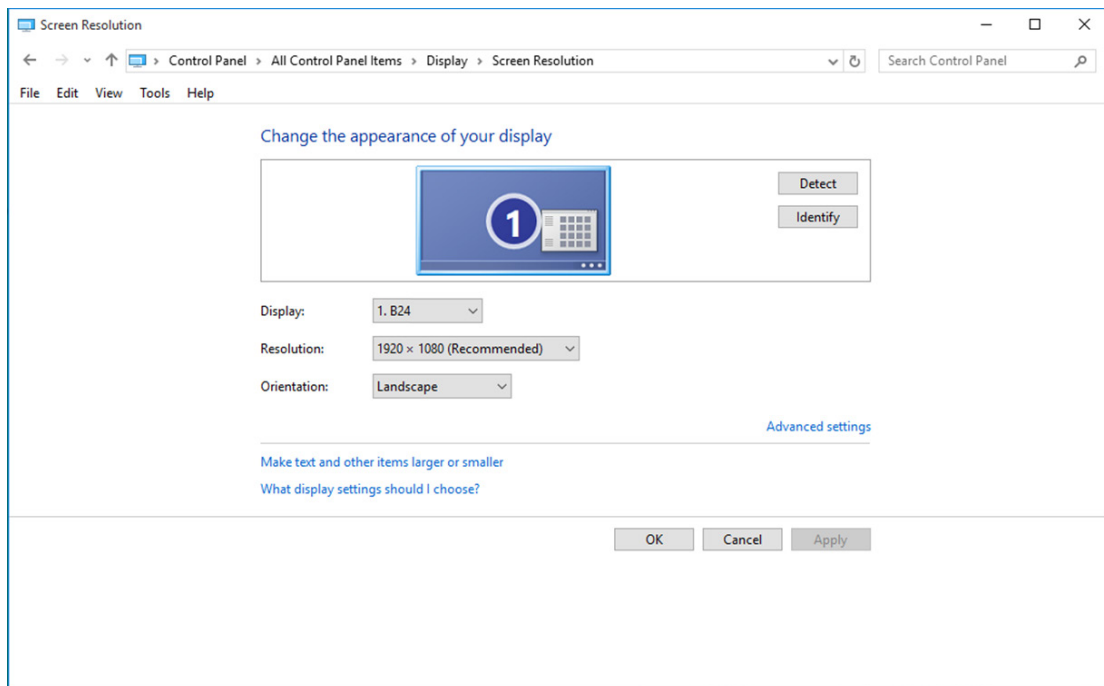 Screen Resolution
Control Panel > All Control Panel Items > Display > Screen Resolution
Search Control Panel
File Edit View Tools Help
Change the appearance of your display
1
Detect
Identify
Display: 1. B24
Resolution: 1920 × 1080 (Recommended)
Orientation: Landscape
Advanced settings
Make text and other items larger or smaller
What display settings should I choose?
OK Cancel Apply